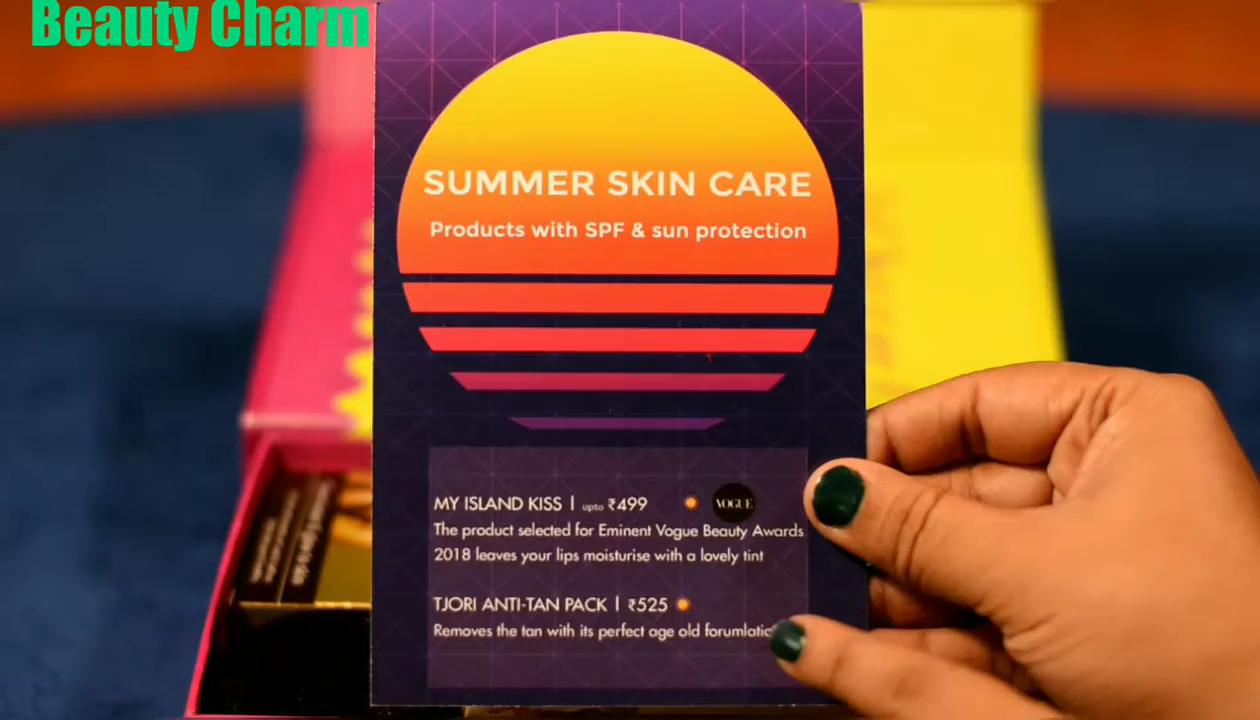 Beauty Charm
SUMMER SKIN CARE
Products with SPF & sun protection
MY ISLAND KISS | upto ₹499 VOGUE
The product selected for Eminent Vogue Beauty Awards
2018 leaves your lips moisturise with a lovely tint
TJORI ANTI-TAN PACK | ₹525
Removes the tan with its perfect age old